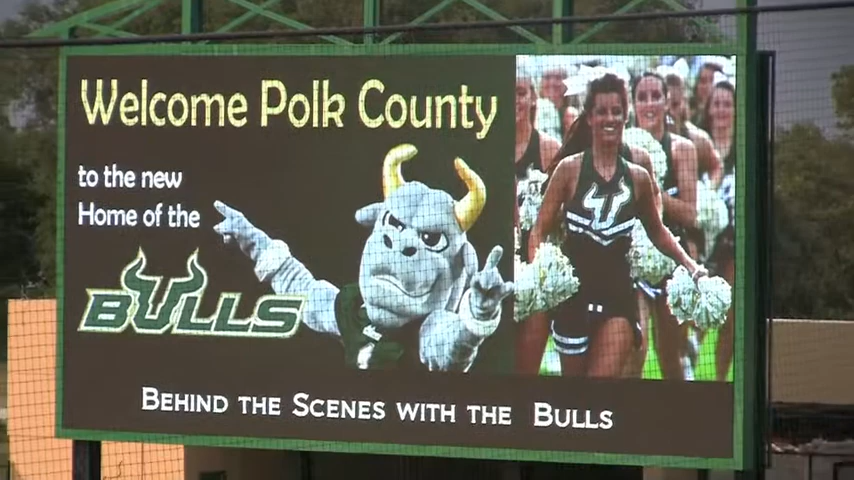 Welcome Polk County
to the new
Home of the
BULLS
BEHIND THE SCENES WITH THE BULLS